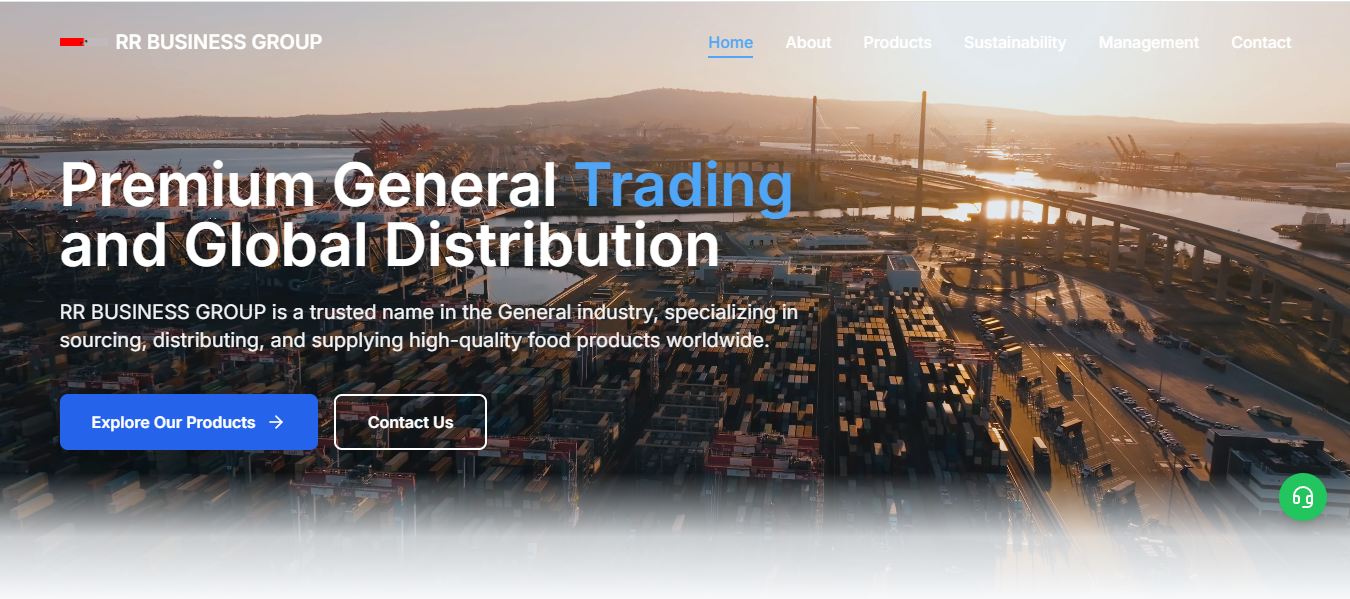 RR BUSINESS GROUP
Home About Products Sustainability Management Contact
Premium General Trading
and Global Distribution
RR BUSINESS GROUP is a trusted name in the General industry, specializing in
sourcing, distributing, and supplying high-quality food products worldwide.
Explore Our Products
Contact Us